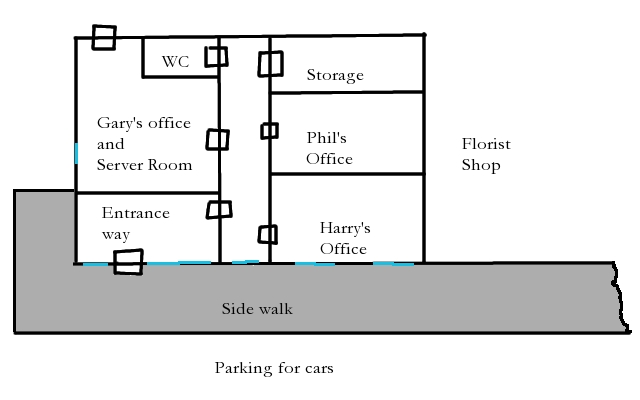 WC
Storage
Gary's office
and
Server Room
Phil's
Office
Florist
Shop
Entrance
way
Harry's
Office
Side walk
Parking for cars